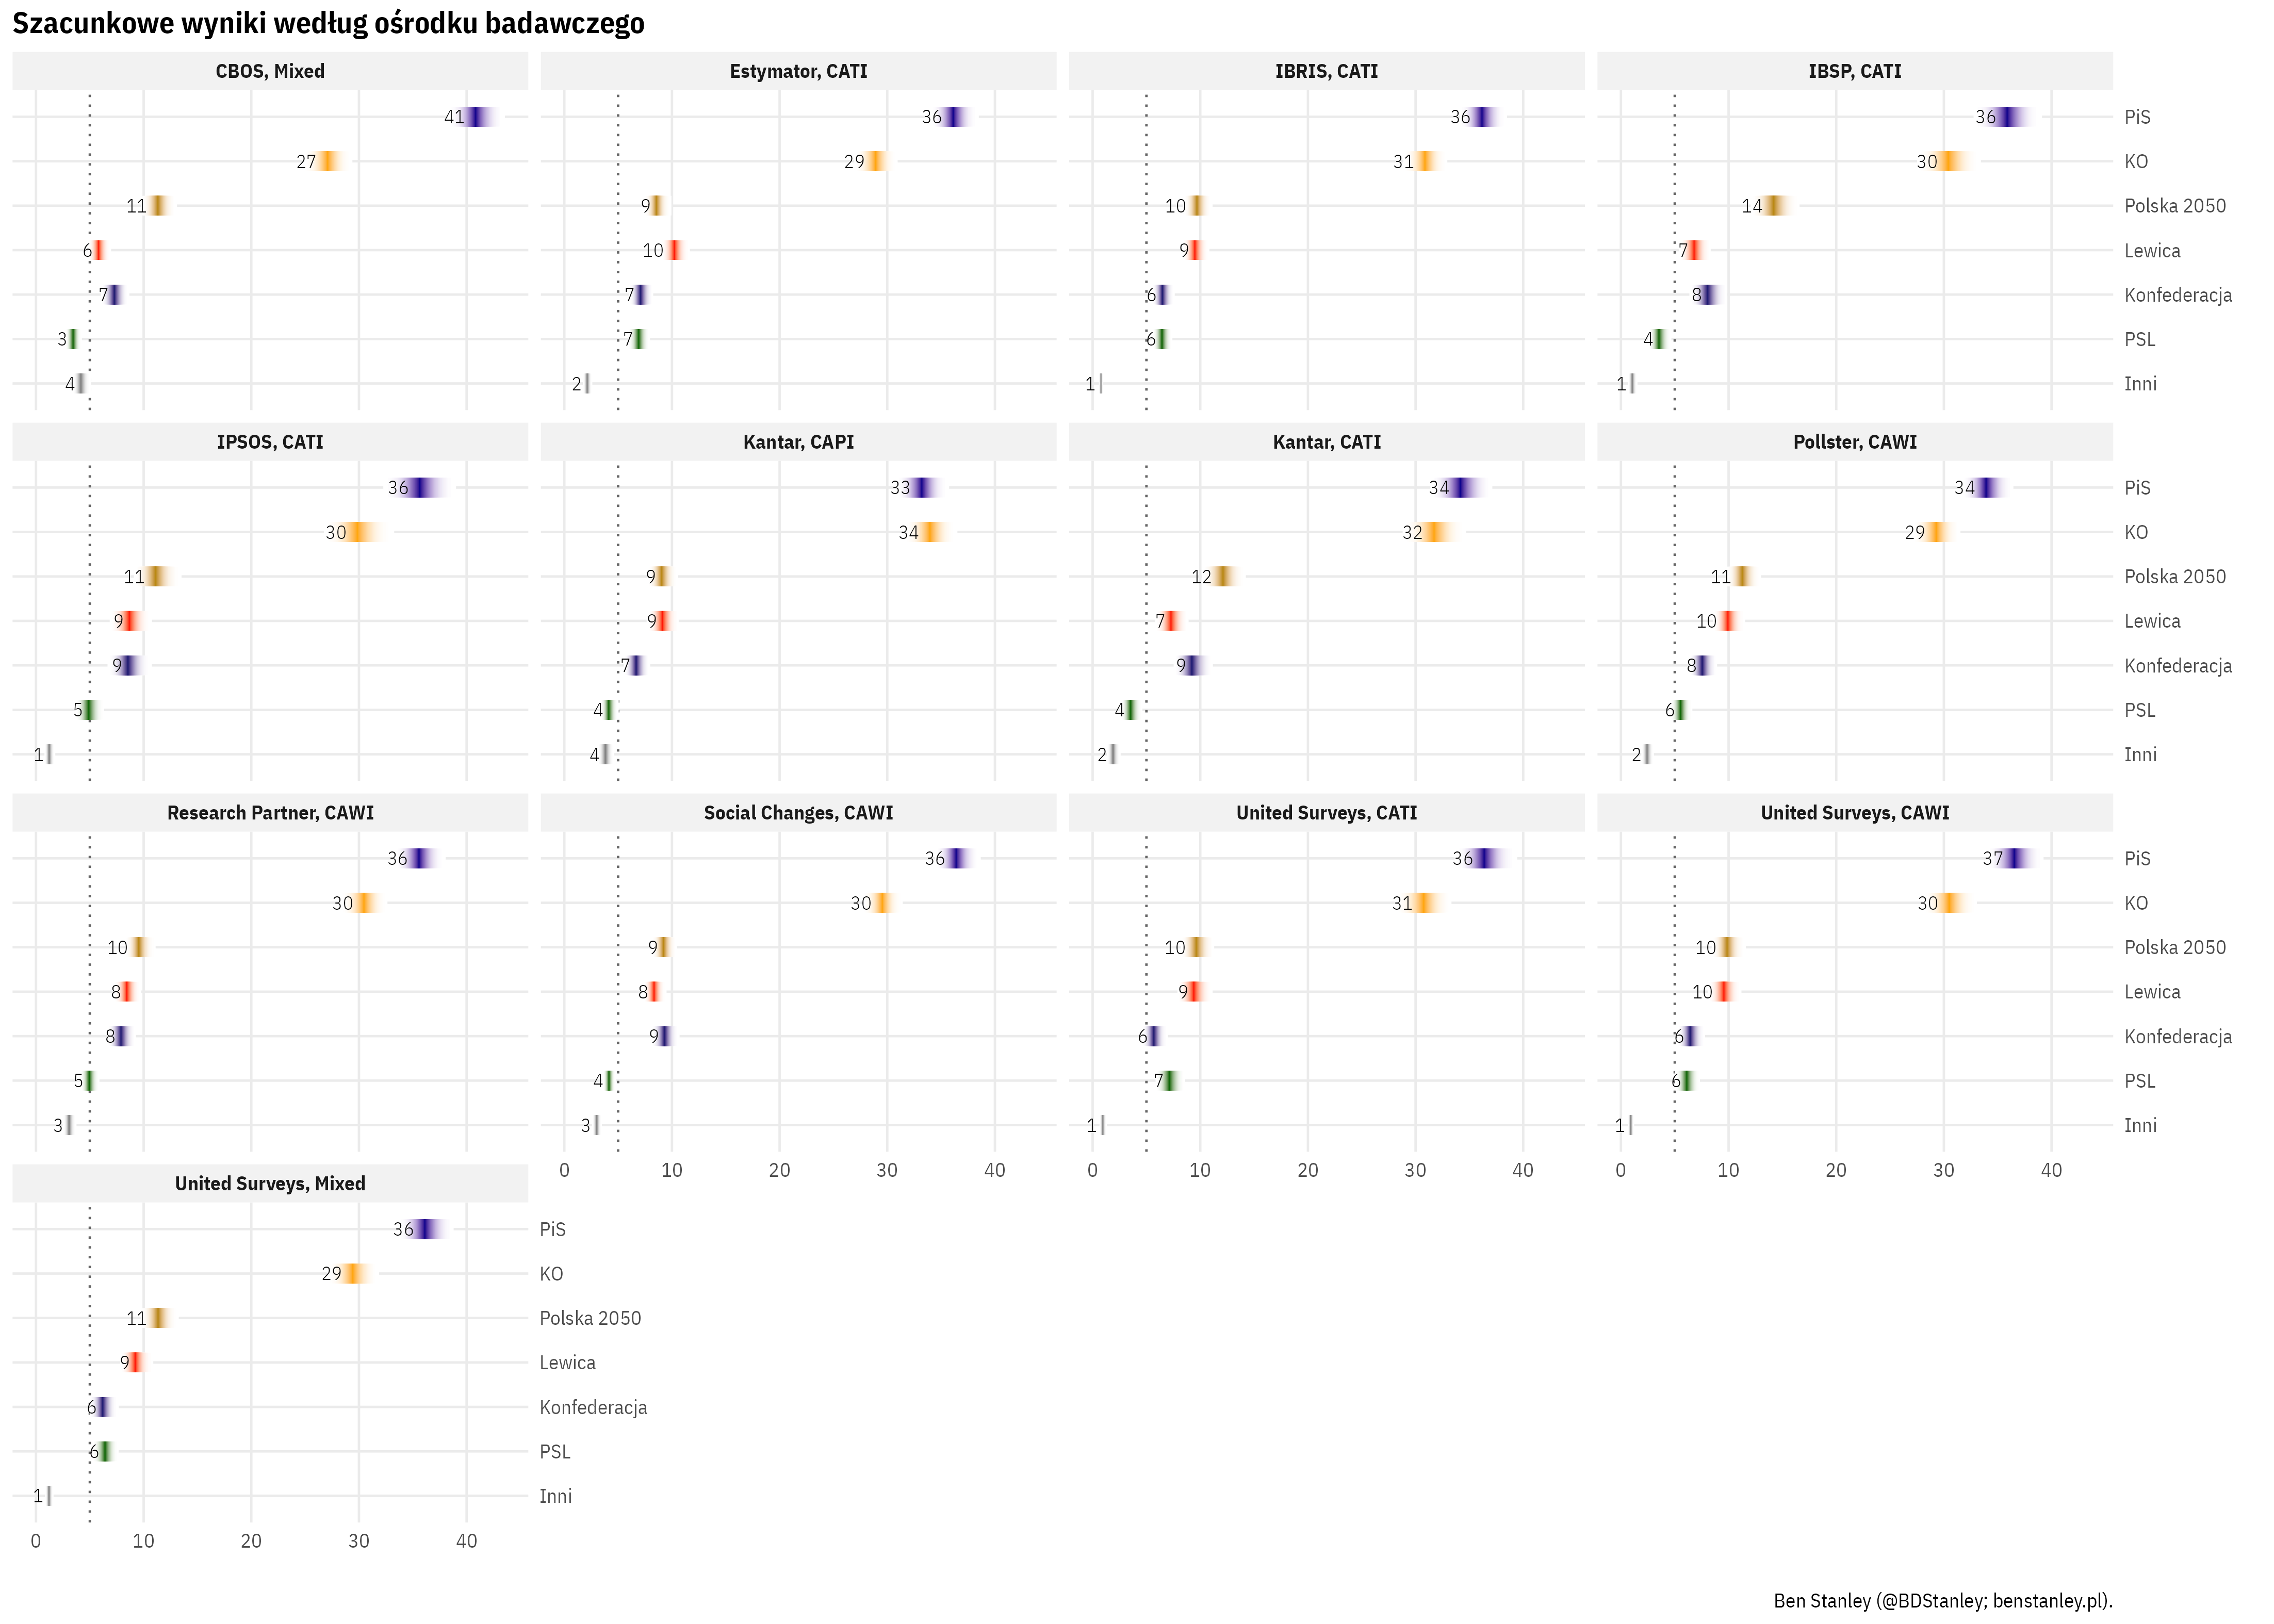 Szacunkowe wyniki według ośrodku badawczego
CBOS, Mixed Estymator, CATI IBRIS, CATI IBSP, CATI
41 36 36 36 PiS
27 29 31 30 KO
11 9 10 14 Polska 2050
6 10 9 7 Lewica
7 7 6 8 Konfederacja
3 7 6 4 PSL
4 2 1 1 Inni
IPSOS, CATI Kantar, CAPI Kantar, CATI Pollster, CAWI
36 33 34 34 PiS
30 34 32 29 KO
11 9 12 11 Polska 2050
9 9 7 10 Lewica
9 7 9 8 Konfederacja
5 4 4 6 PSL
1 4 2 2 Inni
Research Partner, CAWI Social Changes, CAWI United Surveys, CATI United Surveys, CAWI
36 36 36 37 PiS
30 30 31 30 KO
10 9 10 10 Polska 2050
8 8 9 10 Lewica
8 9 6 6 Konfederacja
5 4 7 6 PSL
3 3 1 1 Inni
0 10 20 30 40 0 10 20 30 40 0 10 20 30 40
United Surveys, Mixed
36 PiS
29 KO
11 Polska 2050
9 Lewica
6 Konfederacja
6 PSL
1 Inni
0 10 20 30 40
Ben Stanley (@BDStanley; benstanley.pl).